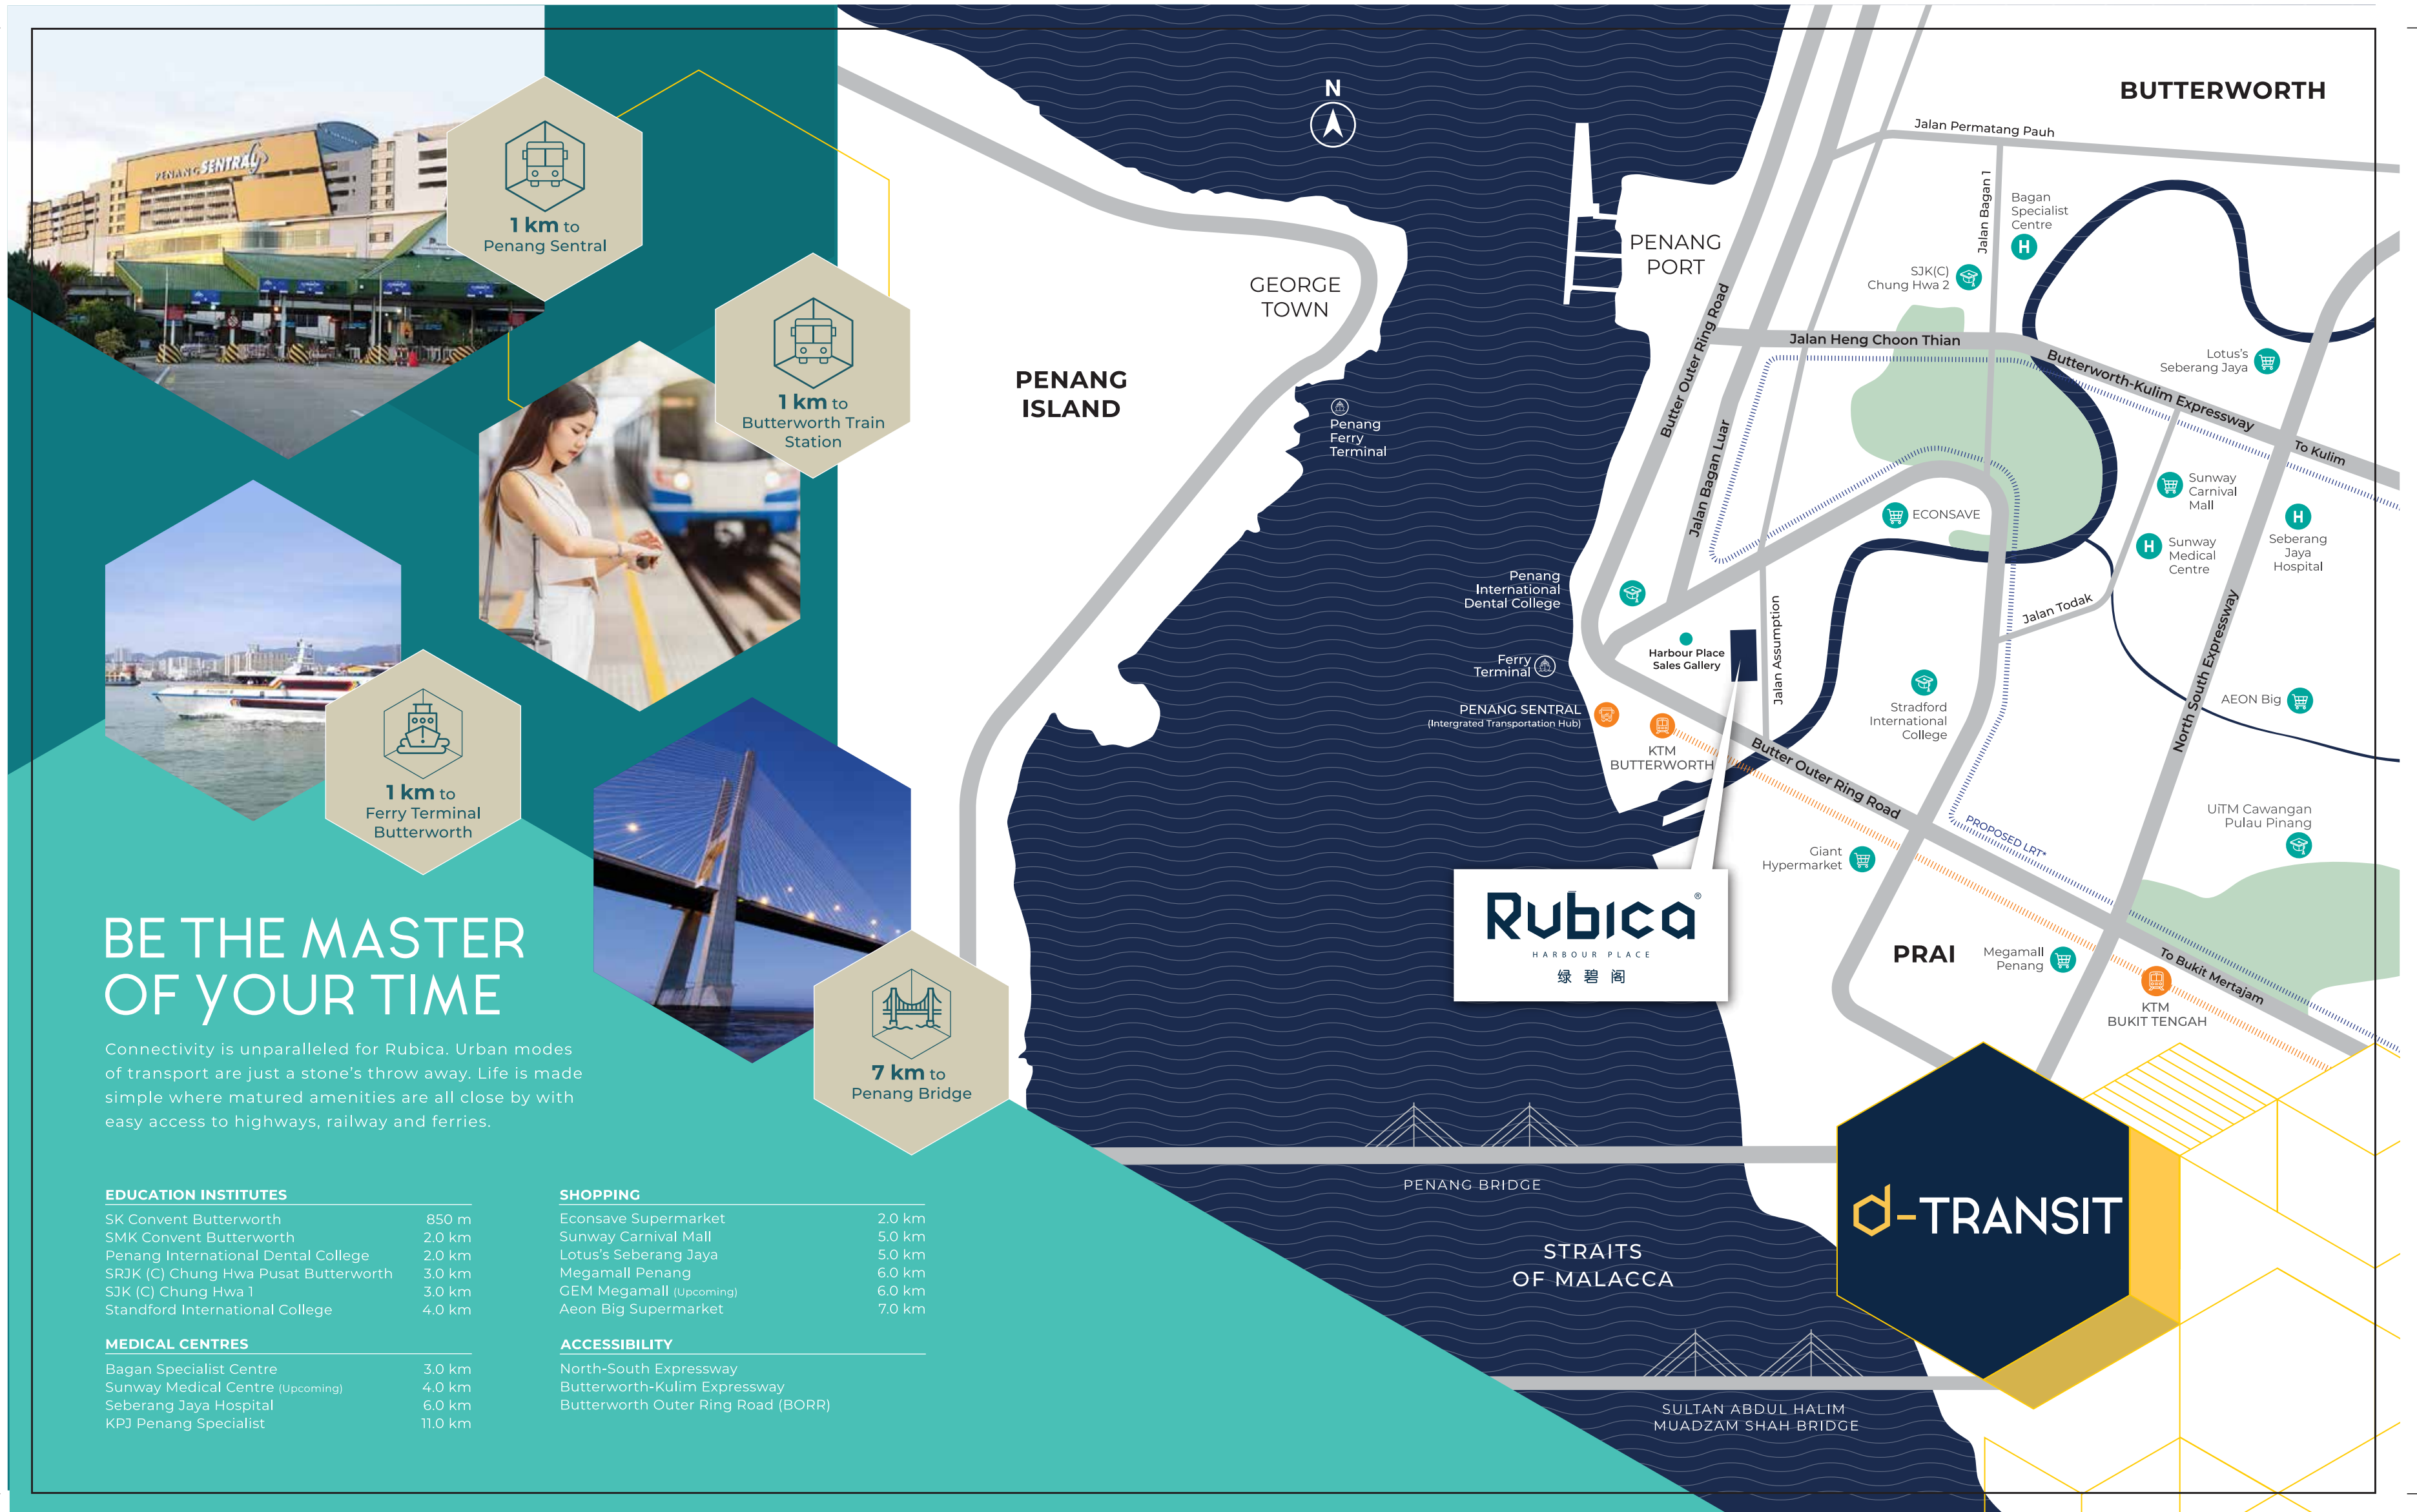 PENANG SENTRAL
1 km to
Penang Sentral
1 km to
Butterworth Train
Station
1 km to
Ferry Terminal
Butterworth
7 km to
Penang Bridge
BE THE MASTER
OF YOUR TIME
Connectivity is unparalleled for Rubica. Urban modes
of transport are just a stone's throw away. Life is made
simple where matured amenities are all close by with
easy access to highways, railway and ferries.
EDUCATION INSTITUTES
SK Convent Butterworth 850 m
SMK Convent Butterworth 2.0 km
Penang International Dental College 2.0 km
SRJK (C) Chung Hwa Pusat Butterworth 3.0 km
SJK (C) Chung Hwa 1 3.0 km
Standford International College 4.0 km
MEDICAL CENTRES
Bagan Specialist Centre 3.0 km
Sunway Medical Centre (Upcoming) 4.0 km
Seberang Jaya Hospital 6.0 km
KPJ Penang Specialist 11.0 km
SHOPPING
Econsave Supermarket 2.0 km
Sunway Carnival Mall 5.0 km
Lotus's Seberang Jaya 5.0 km
Megamall Penang 6.0 km
GEM Megamall (Upcoming) 6.0 km
Aeon Big Supermarket 7.0 km
ACCESSIBILITY
North-South Expressway
Butterworth-Kulim Expressway
Butterworth Outer Ring Road (BORR)
N
BUTTERWORTH
Jalan Permatang Pauh
Jalan Bagan 1
Bagan
Specialist
Centre
H
SJK(C)
Chung Hwa 2
PENANG
PORT
GEORGE
TOWN
PENANG
ISLAND
Penang
Ferry
Terminal
Butter Outer Ring Road
Jalan Heng Choon Thian
Butterworth-Kulim Expressway
To Kulim
Lotus's
Seberang Jaya
Jalan Bagan Luar
ECONSAVE
Sunway
Carnival
Mall
H
Sunway
Medical
Centre
H
Seberang
Jaya
Hospital
Penang
International
Dental College
Jalan Todak
Jalan Assumption
Harbour Place
Sales Gallery
Ferry
Terminal
PENANG SENTRAL
(Intergrated Transportation Hub)
KTM
BUTTERWORTH
Stradford
International
College
North South Expressway
AEON Big
Butter Outer Ring Road
PROPOSED LRT*
UiTM Cawangan
Pulau Pinang
Giant
Hypermarket
Rubica®
HARBOUR PLACE
绿碧阁
PRAI
Megamall
Penang
To Bukit Mertajam
KTM
BUKIT TENGAH
PENANG BRIDGE
d-TRANSIT
STRAITS
OF MALACCA
SULTAN ABDUL HALIM
MUADZAM SHAH BRIDGE